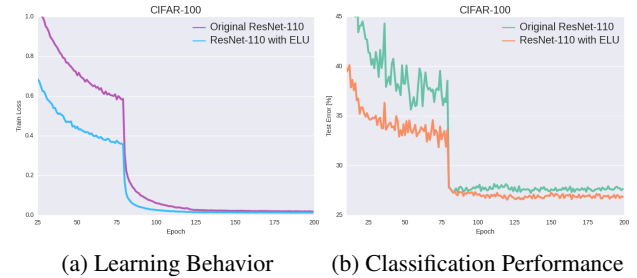 CIFAR-100
Original ResNet-110
ResNet-110 with ELU
1.0
0.8
0.6
0.4
0.2
0.0
Train Loss
25 50 75 100 125 150 175 200
Epoch
CIFAR-100
Original ResNet-110
ResNet-110 with ELU
45
40
35
30
25
Test Error [%]
25 50 75 100 125 150 175 200
Epoch
(a) Learning Behavior
(b) Classification Performance